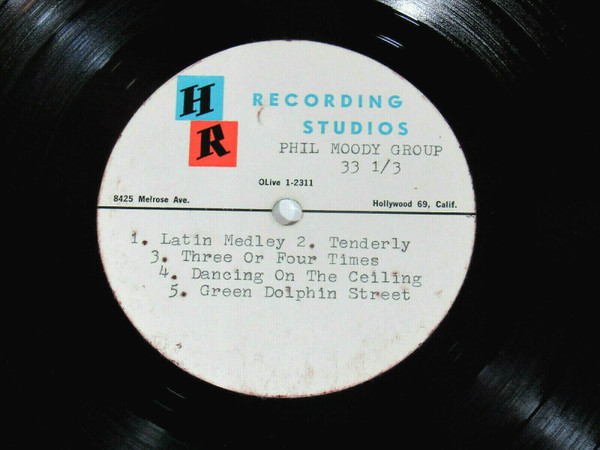 H RECORDING
R STUDIOS
PHIL MOODY GROUP
33 1/3
OLive 1-2311
8425 Melrose Ave. Hollywood 69, Calif.
1. Latin Medley 2. Tenderly
3. Three Or Four Times
4. Dancing On The Ceiling
5. Green Dolphin Street